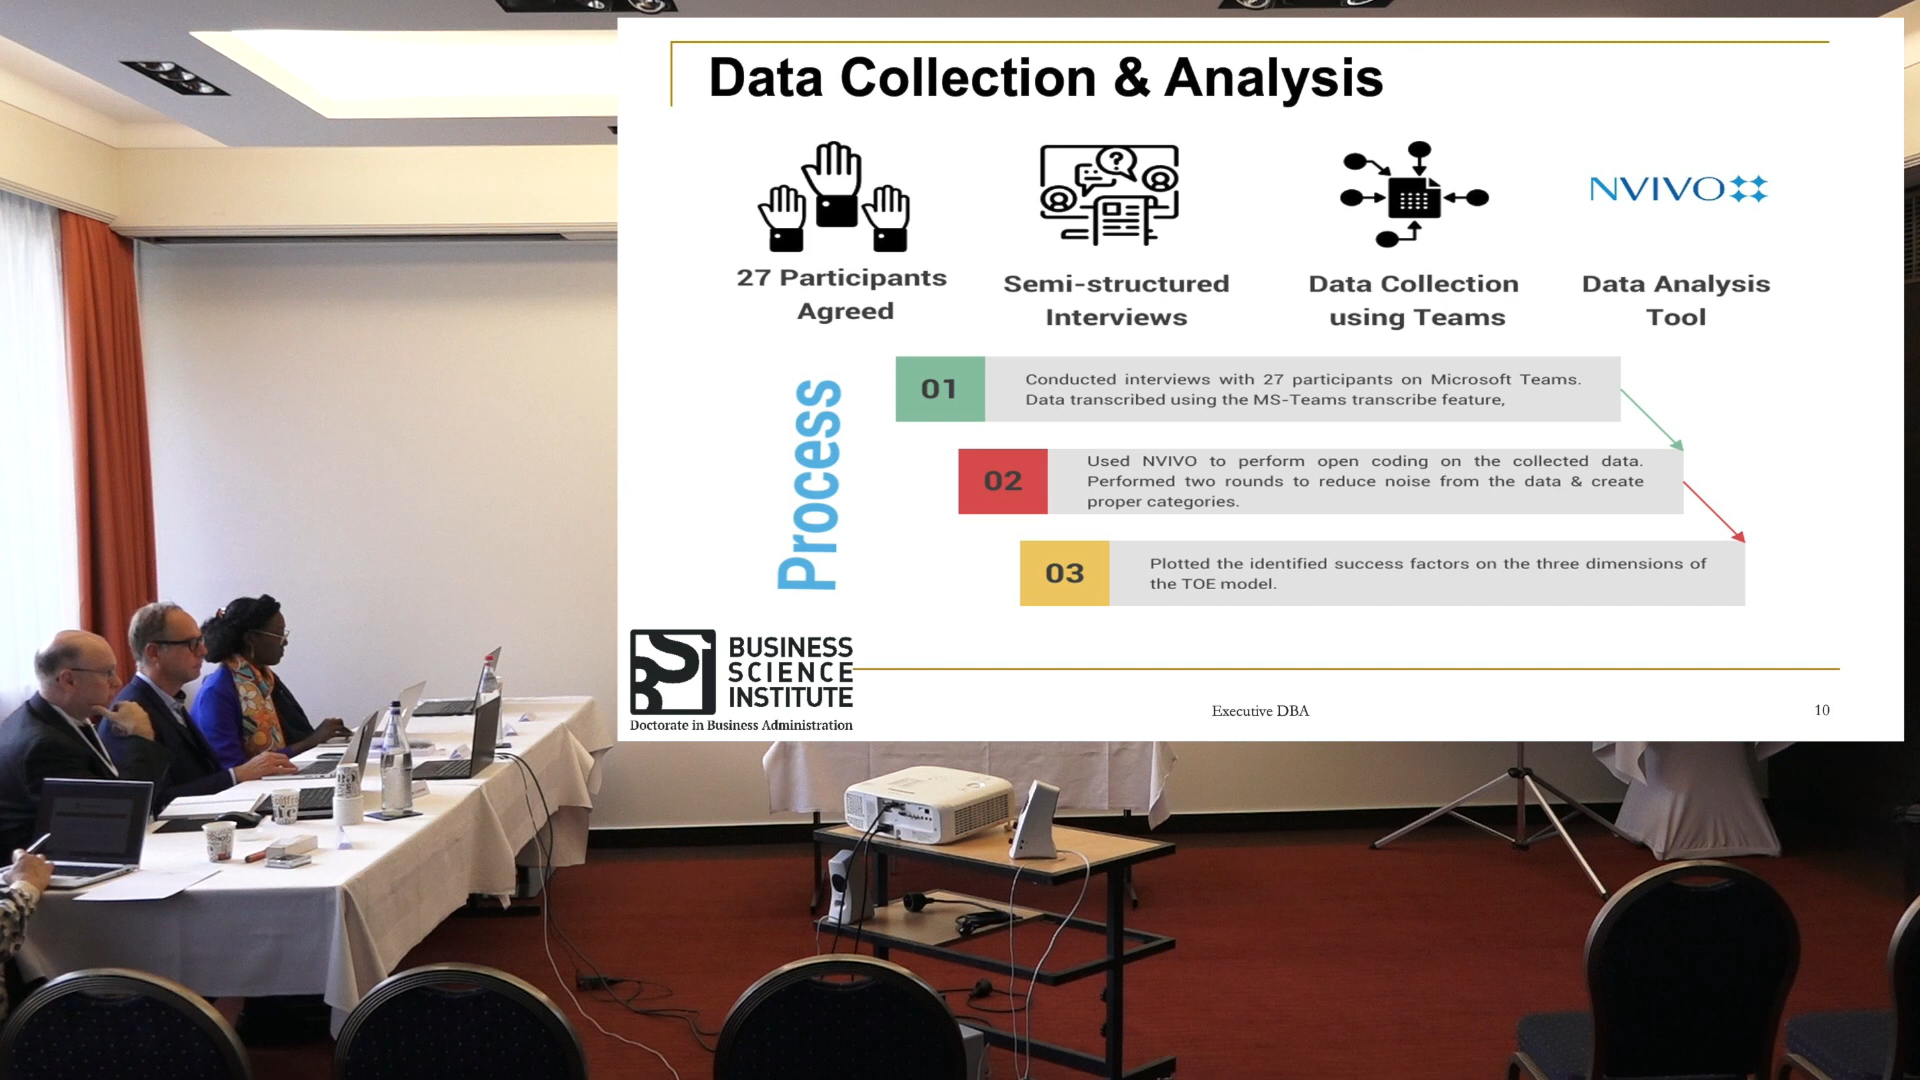 Data Collection & Analysis
NVIVO
27 Participants
Agreed
Semi-structured
Interviews
Data Collection
using Teams
Data Analysis
Tool
Process
01
Conducted interviews with 27 participants on Microsoft Teams.
Data transcribed using the MS-Teams transcribe feature,
02
Used NVIVO to perform open coding on the collected data.
Performed two rounds to reduce noise from the data & create
proper categories.
03
Plotted the identified success factors on the three dimensions of
the TOE model.
BUSINESS
SCIENCE
INSTITUTE
Doctorate in Business Administration
Executive DBA
10